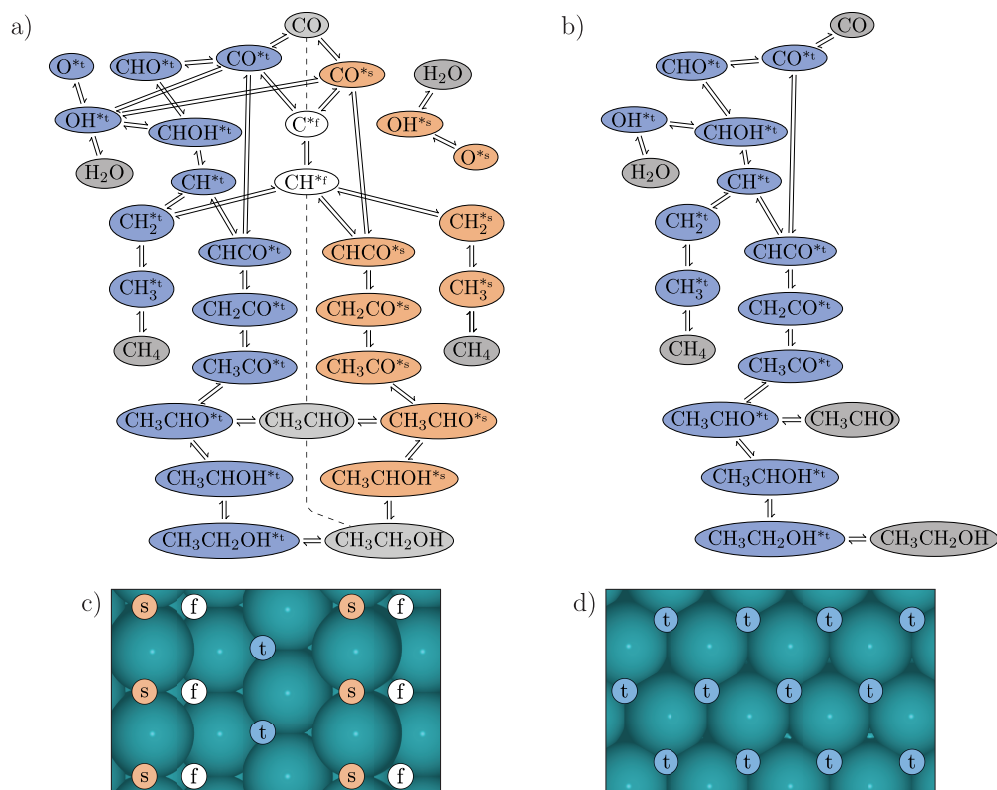 a)
CO
O*t CHO*t CO*t CO*s
H₂O
OH*t CHOH*t C*f OH*s
H₂O O*s
CH*t CH*f
CH₂*t CH₂*s
CHCO*t CHCO*s
CH₃*t CH₂CO*t CH₂CO*s CH₃*s
CH₄ CH₃CO*t CH₃CO*s CH₄
CH₃CHO*t CH₃CHO CH₃CHO*s
CH₃CHOH*t CH₃CHOH*s
CH₃CH₂OH*t CH₃CH₂OH
b)
CO
CHO*t CO*t
OH*t CHOH*t
H₂O CH*t
CH₂*t
CHCO*t
CH₃*t CH₂CO*t
CH₄ CH₃CO*t
CH₃CHO*t CH₃CHO
CH₃CHOH*t
CH₃CH₂OH*t CH₃CH₂OH
c)
s f s f
t
s f s f
t
s f s f
d)
t t t t
t t t t
t t t t